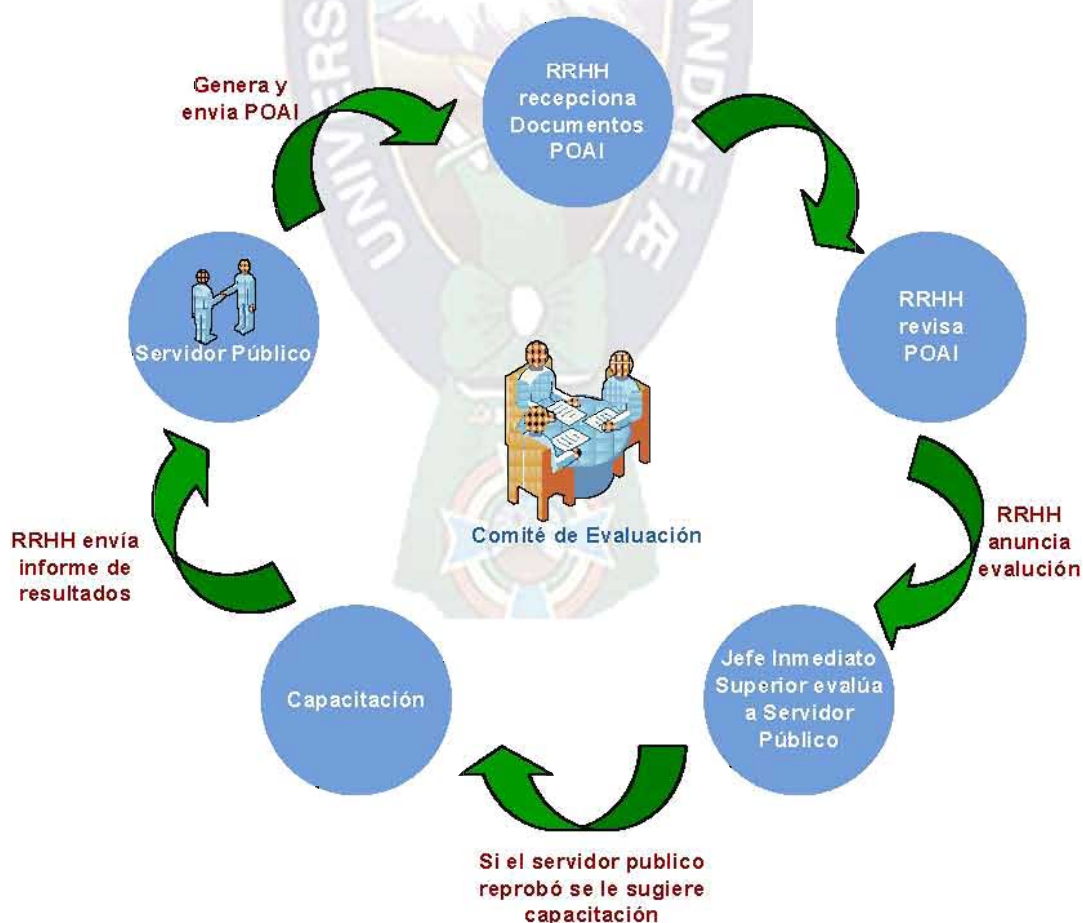 UNIVERS
ANDRE Æ
Genera y
envia POAI
RRHH
recepciona
Documentos
POAI
RRHH
revisa
POAI
Servidor Público
Comité de Evaluación
RRHH
anuncia
evalución
RRHH envía
informe de
resultados
Jefe Inmediato
Superior evalúa
a Servidor
Público
Capacitación
Si el servidor publico
reprobó se le sugiere
capacitación